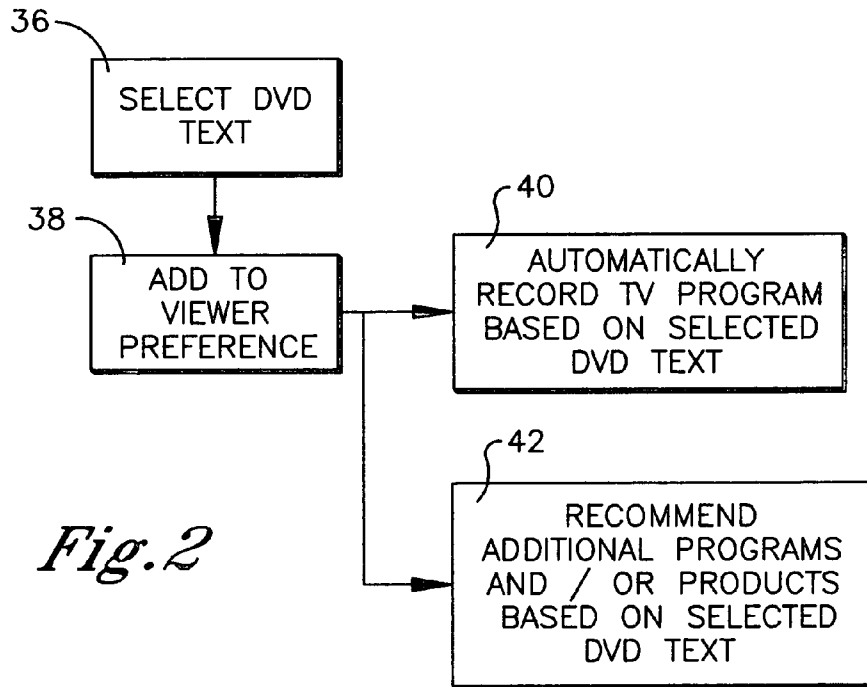 36
SELECT DVD
TEXT
38
ADD TO
VIEWER
PREFERENCE
40
AUTOMATICALLY
RECORD TV PROGRAM
BASED ON SELECTED
DVD TEXT
42
RECOMMEND
ADDITIONAL PROGRAMS
AND / OR PRODUCTS
BASED ON SELECTED
DVD TEXT
Fig.2